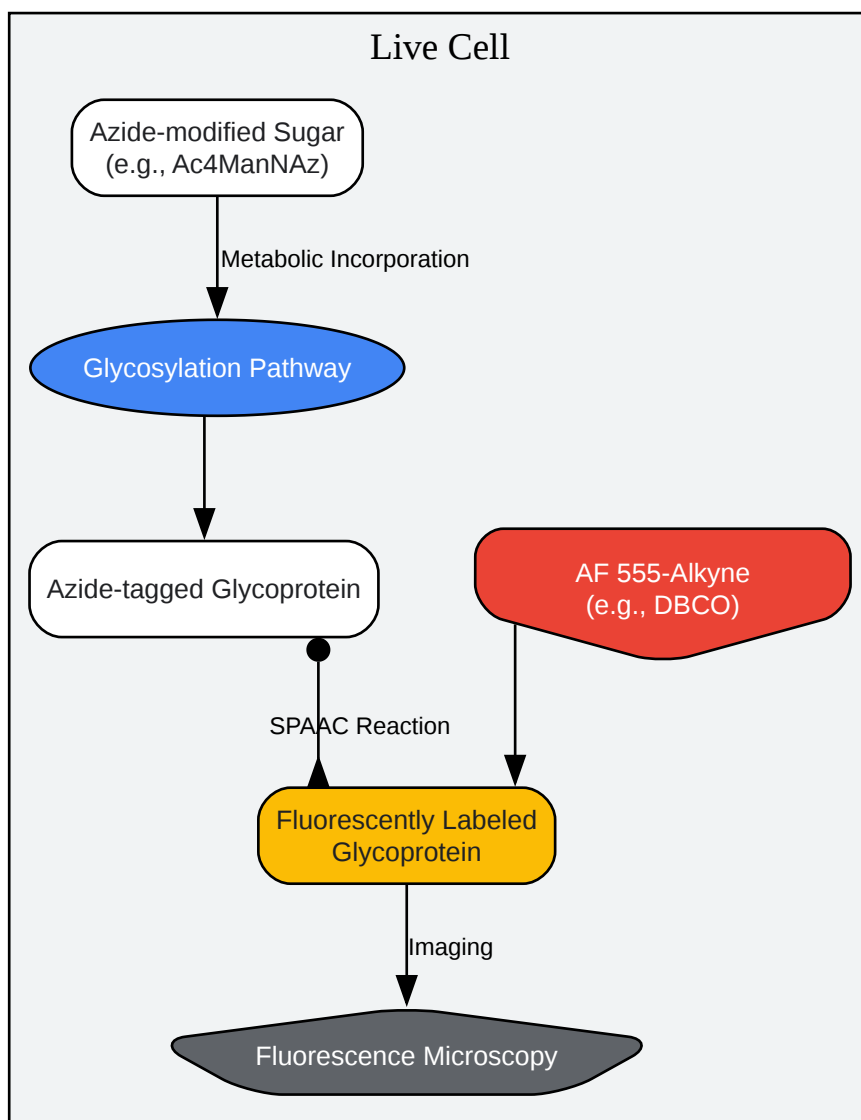 Live Cell
Azide-modified Sugar
(e.g., Ac4ManNAz)
Metabolic Incorporation
Glycosylation Pathway
Azide-tagged Glycoprotein
AF 555-Alkyne
(e.g., DBCO)
SPAAC Reaction
Fluorescently Labeled
Glycoprotein
Imaging
Fluorescence Microscopy